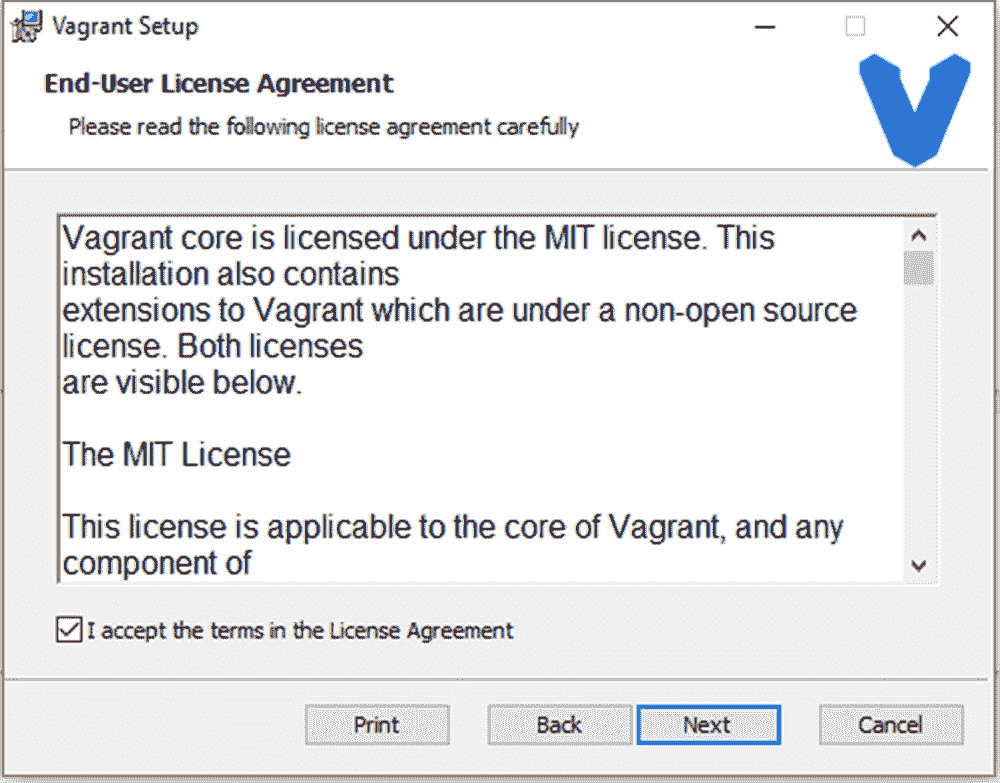 Vagrant Setup
End-User License Agreement
Please read the following license agreement carefully
Vagrant core is licensed under the MIT license. This
installation also contains
extensions to Vagrant which are under a non-open source
license. Both licenses
are visible below.
The MIT License
This license is applicable to the core of Vagrant, and any
component of
I accept the terms in the License Agreement
Print
Back
Next
Cancel